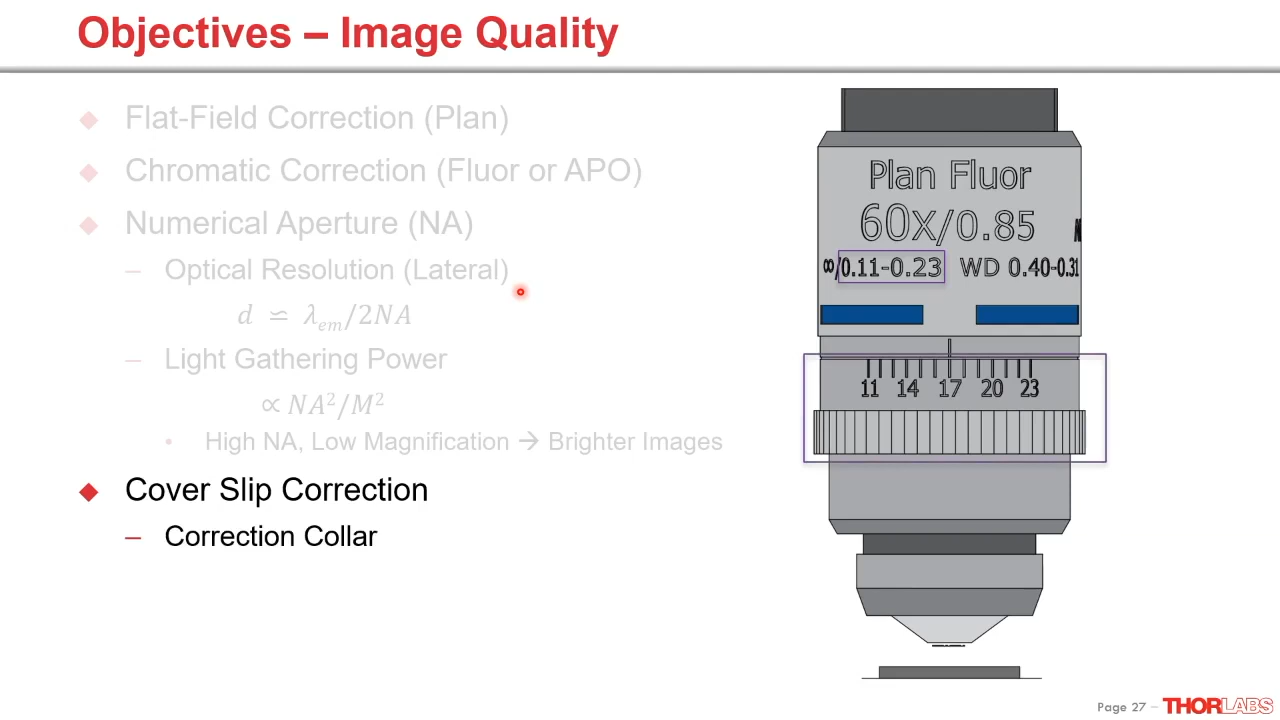 Objectives – Image Quality
Flat-Field Correction (Plan)
Chromatic Correction (Fluor or APO)
Numerical Aperture (NA)
– Optical Resolution (Lateral)
d ≌ λem/2NA
– Light Gathering Power
∝ NA²/M²
• High NA, Low Magnification → Brighter Images
Cover Slip Correction
– Correction Collar
Plan Fluor
60X/0.85
∞/0.11-0.23 WD 0.40-0.31
11 14 17 20 23
Page 27 – THORLABS